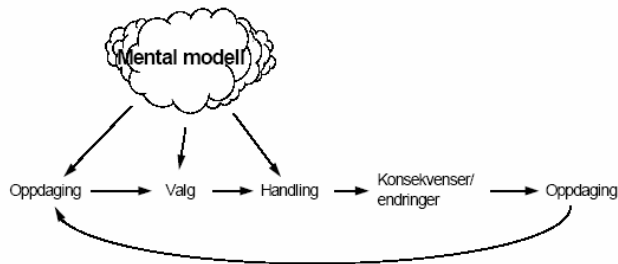 Mental modell
Oppdaging
Valg
Handling
Konsekvenser/
endringer
Oppdaging